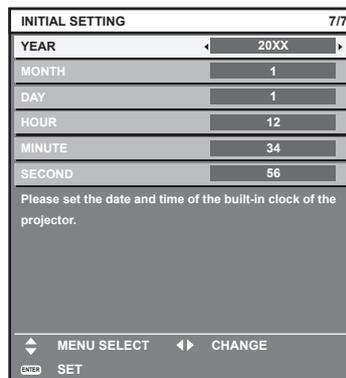 INITIAL SETTING 7/7
YEAR 20XX
MONTH 1
DAY 1
HOUR 12
MINUTE 34
SECOND 56
Please set the date and time of the built-in clock of the
projector.
MENU SELECT CHANGE
ENTER SET